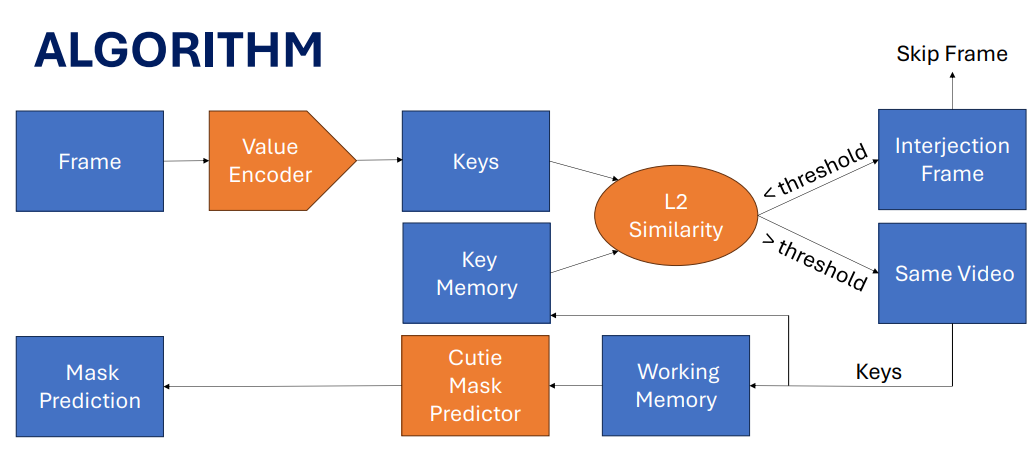 ALGORITHM
Skip Frame
Frame
Value
Encoder
Keys
L2
Similarity
< threshold
Interjection
Frame
Key
Memory
> threshold
Same Video
Mask
Prediction
Cutie
Mask
Predictor
Working
Memory
Keys